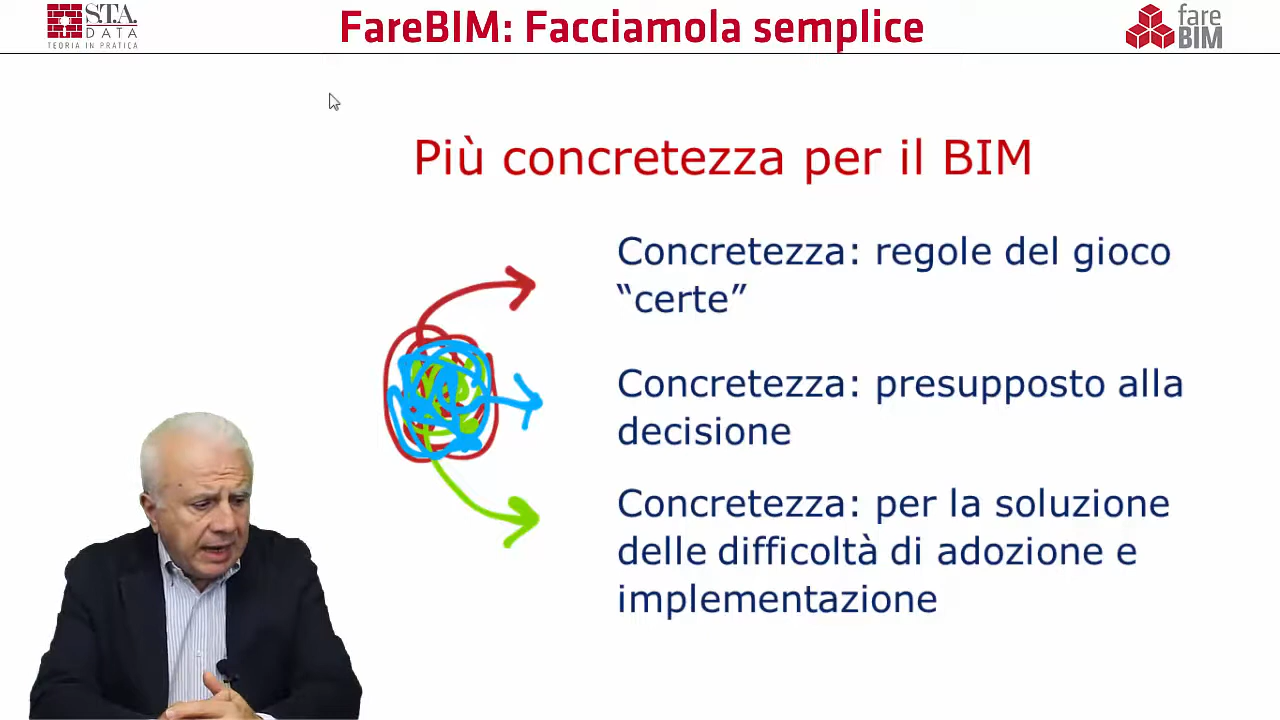 S.T.A.
DATA
TEORIA IN PRATICA
FareBIM: Facciamola semplice
fare
BIM
Più concretezza per il BIM
Concretezza: regole del gioco
“certe”
Concretezza: presupposto alla
decisione
Concretezza: per la soluzione
delle difficoltà di adozione e
implementazione